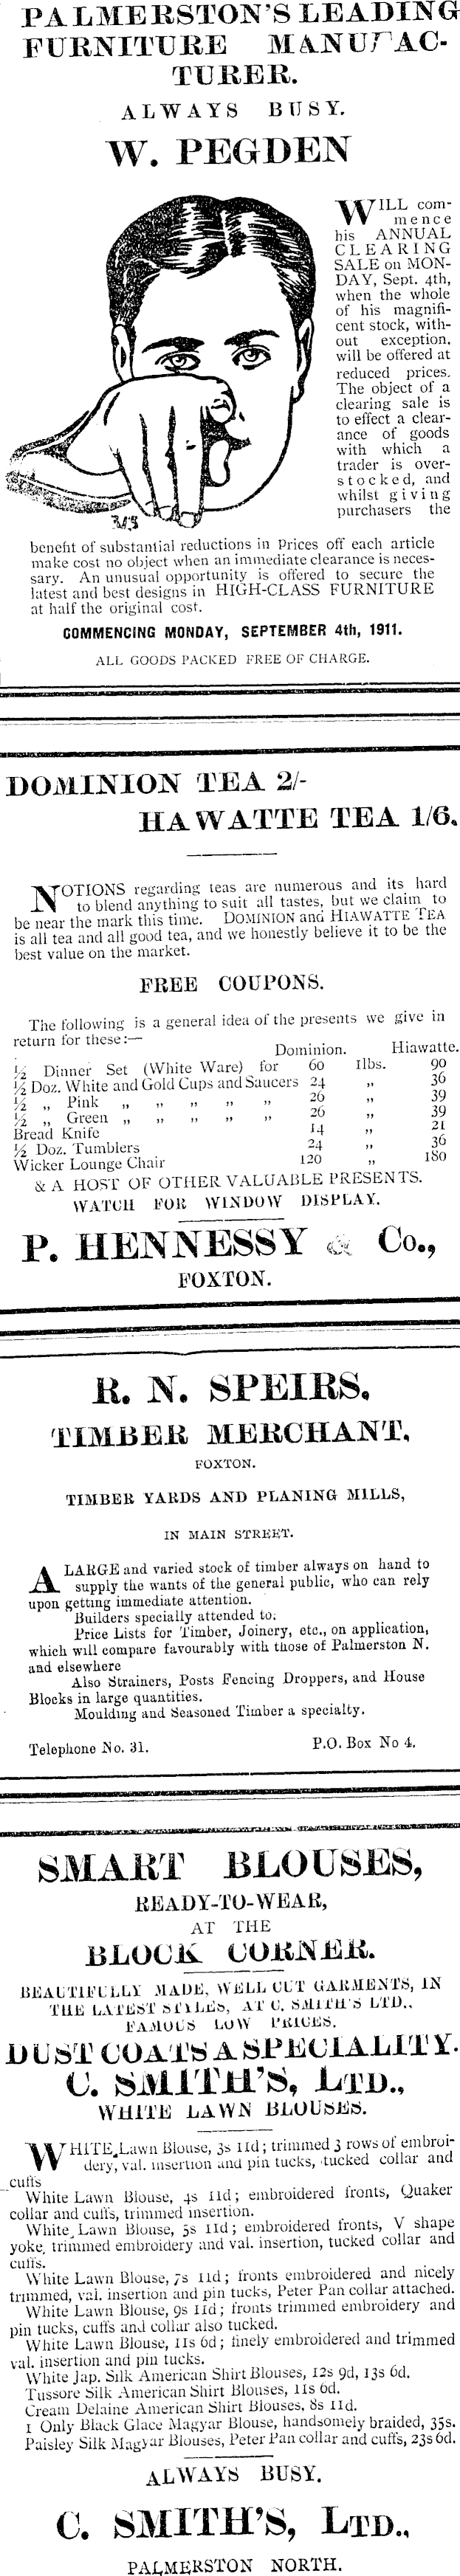 PALMERSTON'S LEADING
FURNITURE MANUFAC-
TURER.
ALWAYS BUSY.
W. PEGDEN
WILL com-
mence
his ANNUAL
CLEARING
SALE on MON-
DAY, Sept. 4th,
when the whole
of his magnifi-
cent stock, with-
out exception,
will be offered at
reduced prices.
The object of a
clearing sale is
to effect a clear-
ance of goods
with which a
trader is over-
stocked, and
whilst giving
purchasers the
benefit of substantial reductions in Prices off each article
make cost no object when an immediate clearance is neces-
sary. An unusual opportunity is offered to secure the
latest and best designs in HIGH-CLASS FURNITURE
at half the original cost.
COMMENCING MONDAY, SEPTEMBER 4th, 1911.
ALL GOODS PACKED FREE OF CHARGE.
DOMINION TEA 2/-
HAWATTE TEA 1/6.
NOTIONS regarding teas are numerous and its hard
to blend anything to suit all tastes, but we claim to
be near the mark this time. DOMINION and HIAWATTE TEA
is all tea and all good tea, and we honestly believe it to be the
best value on the market.
FREE COUPONS.
The following is a general idea of the presents we give in
return for these:—
Dominion. Hiawatte.
½ Dinner Set (White Ware) for 60 1lbs. 90
½ Doz. White and Gold Cups and Saucers 24 „ 36
½ „ Pink „ „ „ „ „ 26 „ 39
½ „ Green „ „ „ „ „ 26 „ 39
Bread Knife 14 „ 21
½ Doz. Tumblers 24 „ 36
Wicker Lounge Chair 120 „ 180
& A HOST OF OTHER VALUABLE PRESENTS.
WATCH FOR WINDOW DISPLAY.
P. HENNESSY & Co.,
FOXTON.
R. N. SPEIRS,
TIMBER MERCHANT,
FOXTON.
TIMBER YARDS AND PLANING MILLS,
IN MAIN STREET.
A LARGE and varied stock of timber always on hand to
supply the wants of the general public, who can rely
upon getting immediate attention.
Builders specially attended to.
Price Lists for Timber, Joinery, etc., on application,
which will compare favourably with those of Palmerston N.
and elsewhere
Also Strainers, Posts Fencing Droppers, and House
Blocks in large quantities.
Moulding and Seasoned Timber a specialty.
Telephone No. 31. P.O. Box No 4.
SMART BLOUSES,
READY-TO-WEAR,
AT THE
BLOCK CORNER.
BEAUTIFULLY MADE, WELL CUT GARMENTS, IN
THE LATEST STYLES, AT C. SMITH'S LTD.,
FAMOUS LOW PRICES.
DUST COATS A SPECIALITY.
C. SMITH'S, LTD.,
WHITE LAWN BLOUSES.
WHITE Lawn Blouse, 3s 11d; trimmed 3 rows of embroi-
dery, val. insertion and pin tucks, tucked collar and
cuffs
White Lawn Blouse, 4s 11d; embroidered fronts, Quaker
collar and cuffs, trimmed insertion.
White Lawn Blouse, 5s 11d; embroidered fronts, V shape
yoke, trimmed embroidery and val. insertion, tucked collar and
cuffs.
White Lawn Blouse, 7s 11d; fronts embroidered and nicely
trimmed, val. insertion and pin tucks, Peter Pan collar attached.
White Lawn Blouse, 9s 11d; fronts trimmed embroidery and
pin tucks, cuffs and collar also tucked.
White Lawn Blouse, 11s 6d; finely embroidered and trimmed
val. insertion and pin tucks.
White Jap. Silk American Shirt Blouses, 12s 9d, 13s 6d.
Tussore Silk American Shirt Blouses, 11s 6d.
Cream Delaine American Shirt Blouses, 8s 11d.
1 Only Black Glace Magyar Blouse, handsomely braided, 35s.
Paisley Silk Magyar Blouses, Peter Pan collar and cuffs, 23s 6d.
ALWAYS BUSY.
C. SMITH'S, LTD.,
PALMERSTON NORTH.